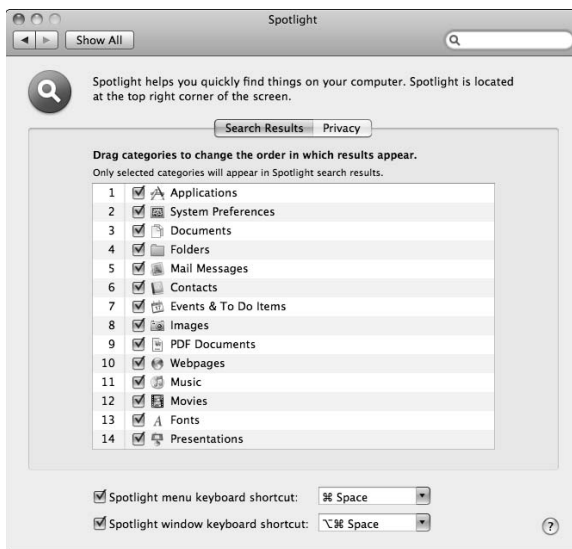 Spotlight
Show All
Spotlight helps you quickly find things on your computer. Spotlight is located
at the top right corner of the screen.
Search Results Privacy
Drag categories to change the order in which results appear.
Only selected categories will appear in Spotlight search results.
1 Applications
2 System Preferences
3 Documents
4 Folders
5 Mail Messages
6 Contacts
7 Events & To Do Items
8 Images
9 PDF Documents
10 Webpages
11 Music
12 Movies
13 Fonts
14 Presentations
Spotlight menu keyboard shortcut: ⌘ Space
Spotlight window keyboard shortcut: ⌥⌘ Space
?